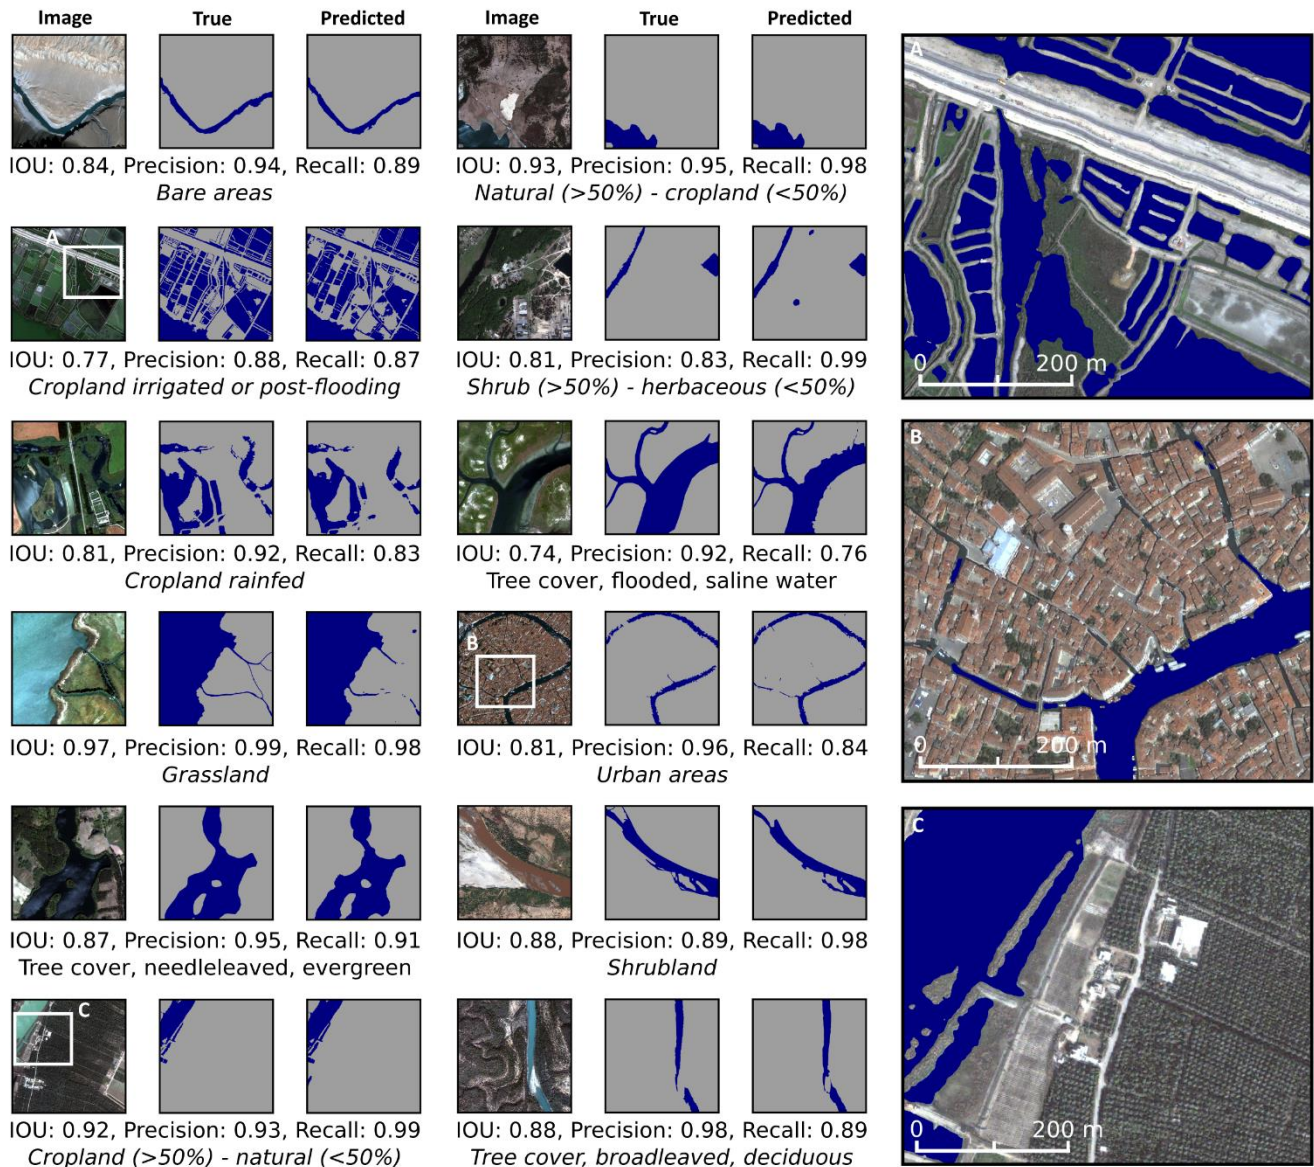 Image True Predicted Image True Predicted
IOU: 0.84, Precision: 0.94, Recall: 0.89
Bare areas
IOU: 0.93, Precision: 0.95, Recall: 0.98
Natural (>50%) - cropland (<50%)
A
IOU: 0.77, Precision: 0.88, Recall: 0.87
Cropland irrigated or post-flooding
IOU: 0.81, Precision: 0.83, Recall: 0.99
Shrub (>50%) - herbaceous (<50%)
IOU: 0.81, Precision: 0.92, Recall: 0.83
Cropland rainfed
IOU: 0.74, Precision: 0.92, Recall: 0.76
Tree cover, flooded, saline water
IOU: 0.97, Precision: 0.99, Recall: 0.98
Grassland
B
IOU: 0.81, Precision: 0.96, Recall: 0.84
Urban areas
IOU: 0.87, Precision: 0.95, Recall: 0.91
Tree cover, needleleaved, evergreen
IOU: 0.88, Precision: 0.89, Recall: 0.98
Shrubland
C
IOU: 0.92, Precision: 0.93, Recall: 0.99
Cropland (>50%) - natural (<50%)
IOU: 0.88, Precision: 0.98, Recall: 0.89
Tree cover, broadleaved, deciduous
A
0 200 m
B
0 200 m
C
0 200 m